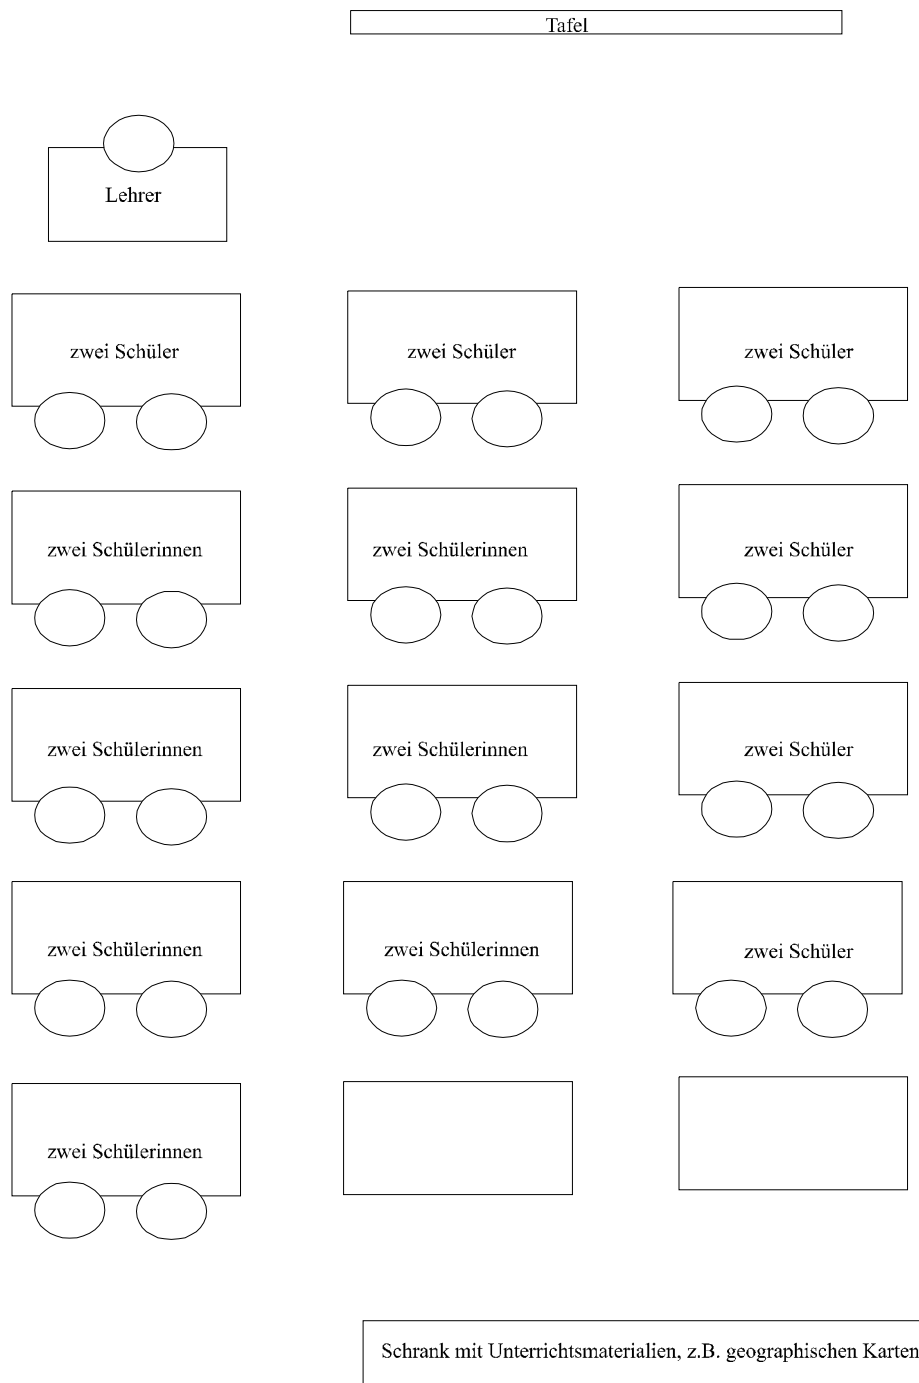 Tafel
Lehrer
zwei Schüler
zwei Schüler
zwei Schüler
zwei Schülerinnen
zwei Schülerinnen
zwei Schüler
zwei Schülerinnen
zwei Schülerinnen
zwei Schüler
zwei Schülerinnen
zwei Schülerinnen
zwei Schüler
zwei Schülerinnen
Schrank mit Unterrichtsmaterialien, z.B. geographischen Karten